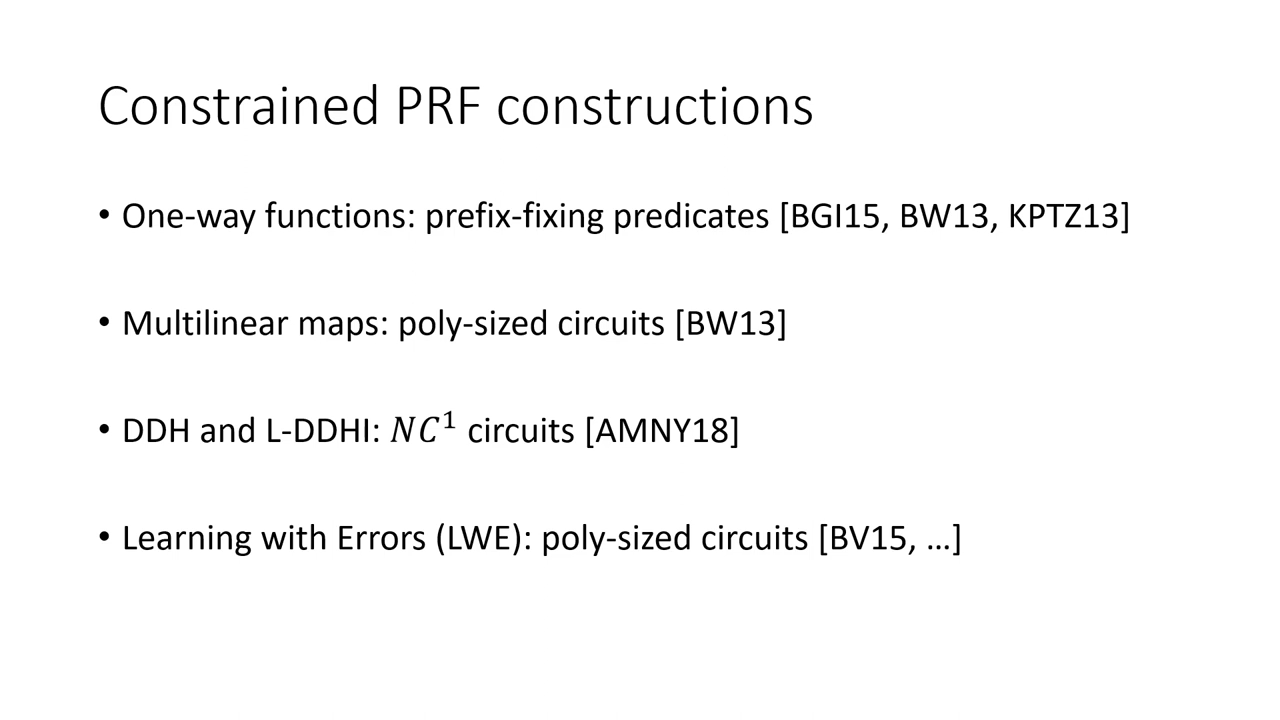 Constrained PRF constructions
• One-way functions: prefix-fixing predicates [BGI15, BW13, KPTZ13]
• Multilinear maps: poly-sized circuits [BW13]
• DDH and L-DDHI: 𝑁𝐶¹ circuits [AMNY18]
• Learning with Errors (LWE): poly-sized circuits [BV15, …]